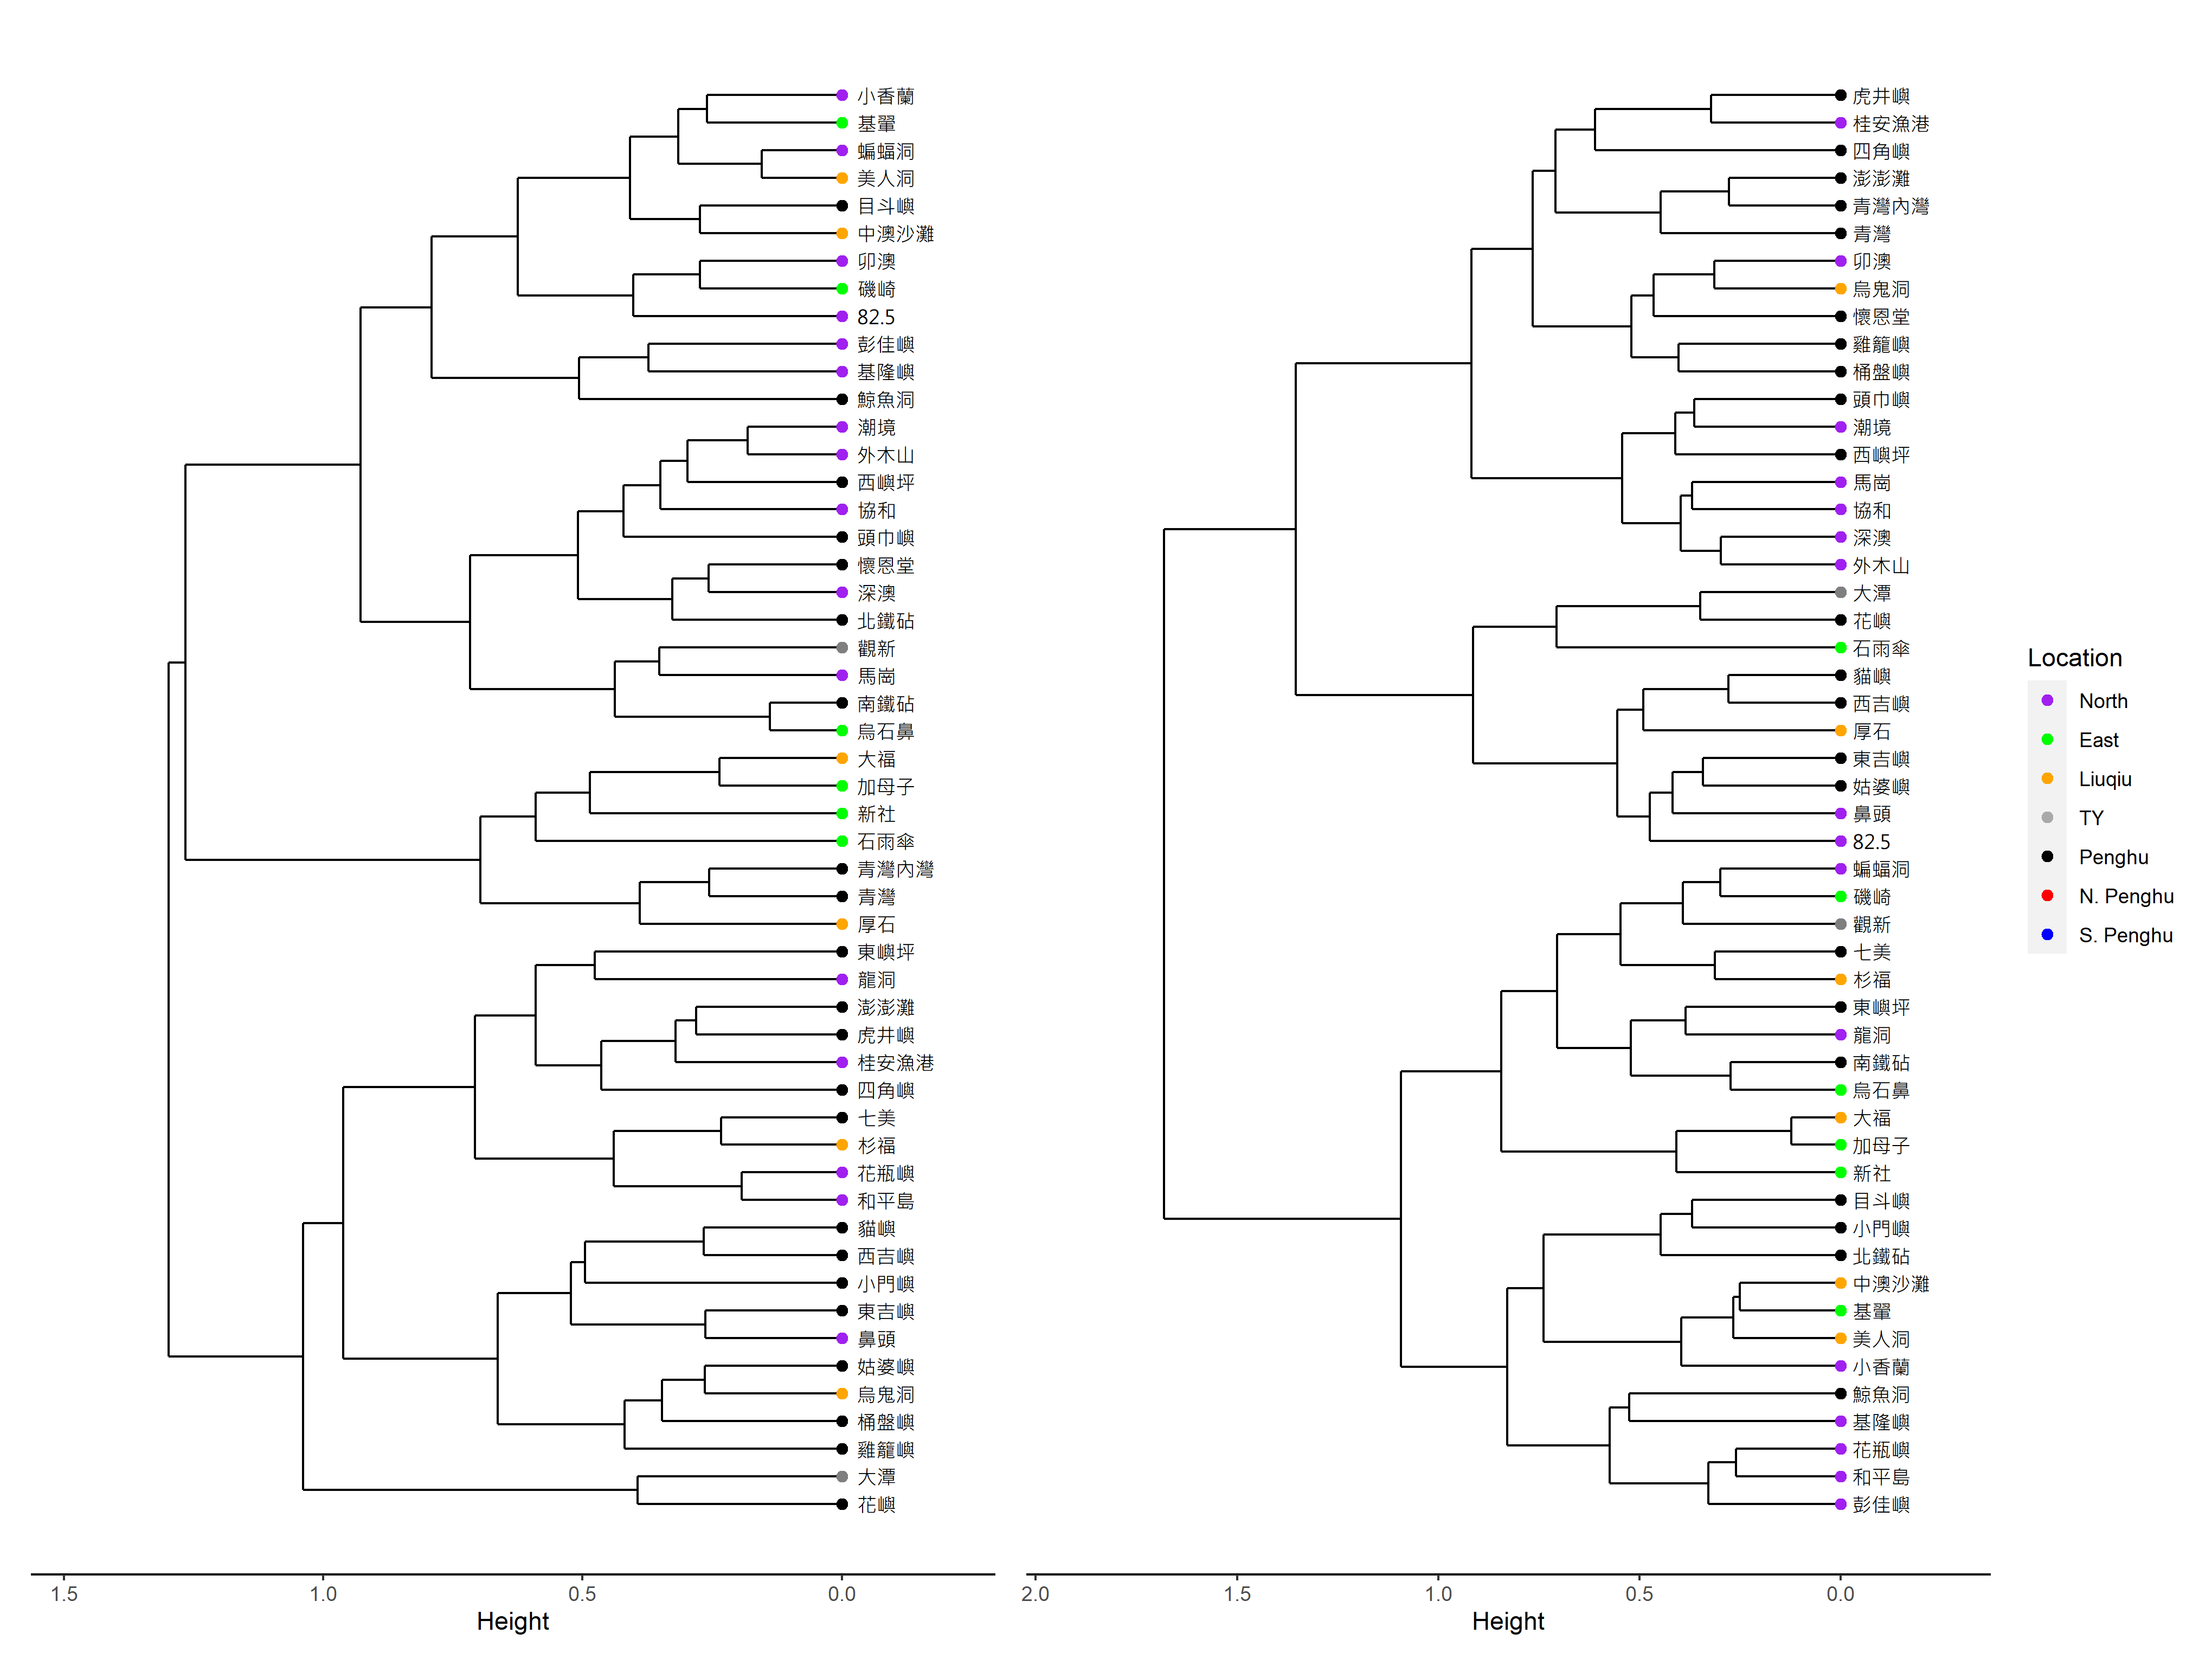 小香蘭
基翬
蝙蝠洞
美人洞
目斗嶼
中澳沙灘
卯澳
磯崎
82.5
彭佳嶼
基隆嶼
鯨魚洞
潮境
外木山
西嶼坪
協和
頭巾嶼
懷恩堂
深澳
北鐵砧
觀新
馬崗
南鐵砧
烏石鼻
大福
加母子
新社
石雨傘
青灣內灣
青灣
厚石
東嶼坪
龍洞
澎澎灘
虎井嶼
桂安漁港
四角嶼
七美
杉福
花瓶嶼
和平島
貓嶼
西吉嶼
小門嶼
東吉嶼
鼻頭
姑婆嶼
烏鬼洞
桶盤嶼
雞籠嶼
大潭
花嶼
1.5 1.0 0.5 0.0
Height
虎井嶼
桂安漁港
四角嶼
澎澎灘
青灣內灣
青灣
卯澳
烏鬼洞
懷恩堂
雞籠嶼
桶盤嶼
頭巾嶼
潮境
西嶼坪
馬崗
協和
深澳
外木山
大潭
花嶼
石雨傘
貓嶼
西吉嶼
厚石
東吉嶼
姑婆嶼
鼻頭
82.5
蝙蝠洞
磯崎
觀新
七美
杉福
東嶼坪
龍洞
南鐵砧
烏石鼻
大福
加母子
新社
目斗嶼
小門嶼
北鐵砧
中澳沙灘
基翬
美人洞
小香蘭
鯨魚洞
基隆嶼
花瓶嶼
和平島
彭佳嶼
2.0 1.5 1.0 0.5 0.0
Height
Location
North
East
Liuqiu
TY
Penghu
N. Penghu
S. Penghu